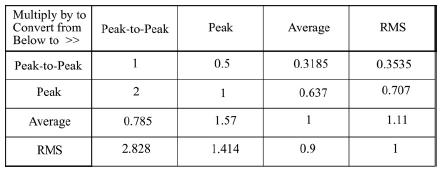 Multiply by to
Convert from
Below to >>
Peak-to-Peak Peak Average RMS
Peak-to-Peak 1 0.5 0.3185 0.3535
Peak 2 1 0.637 0.707
Average 0.785 1.57 1 1.11
RMS 2.828 1.414 0.9 1